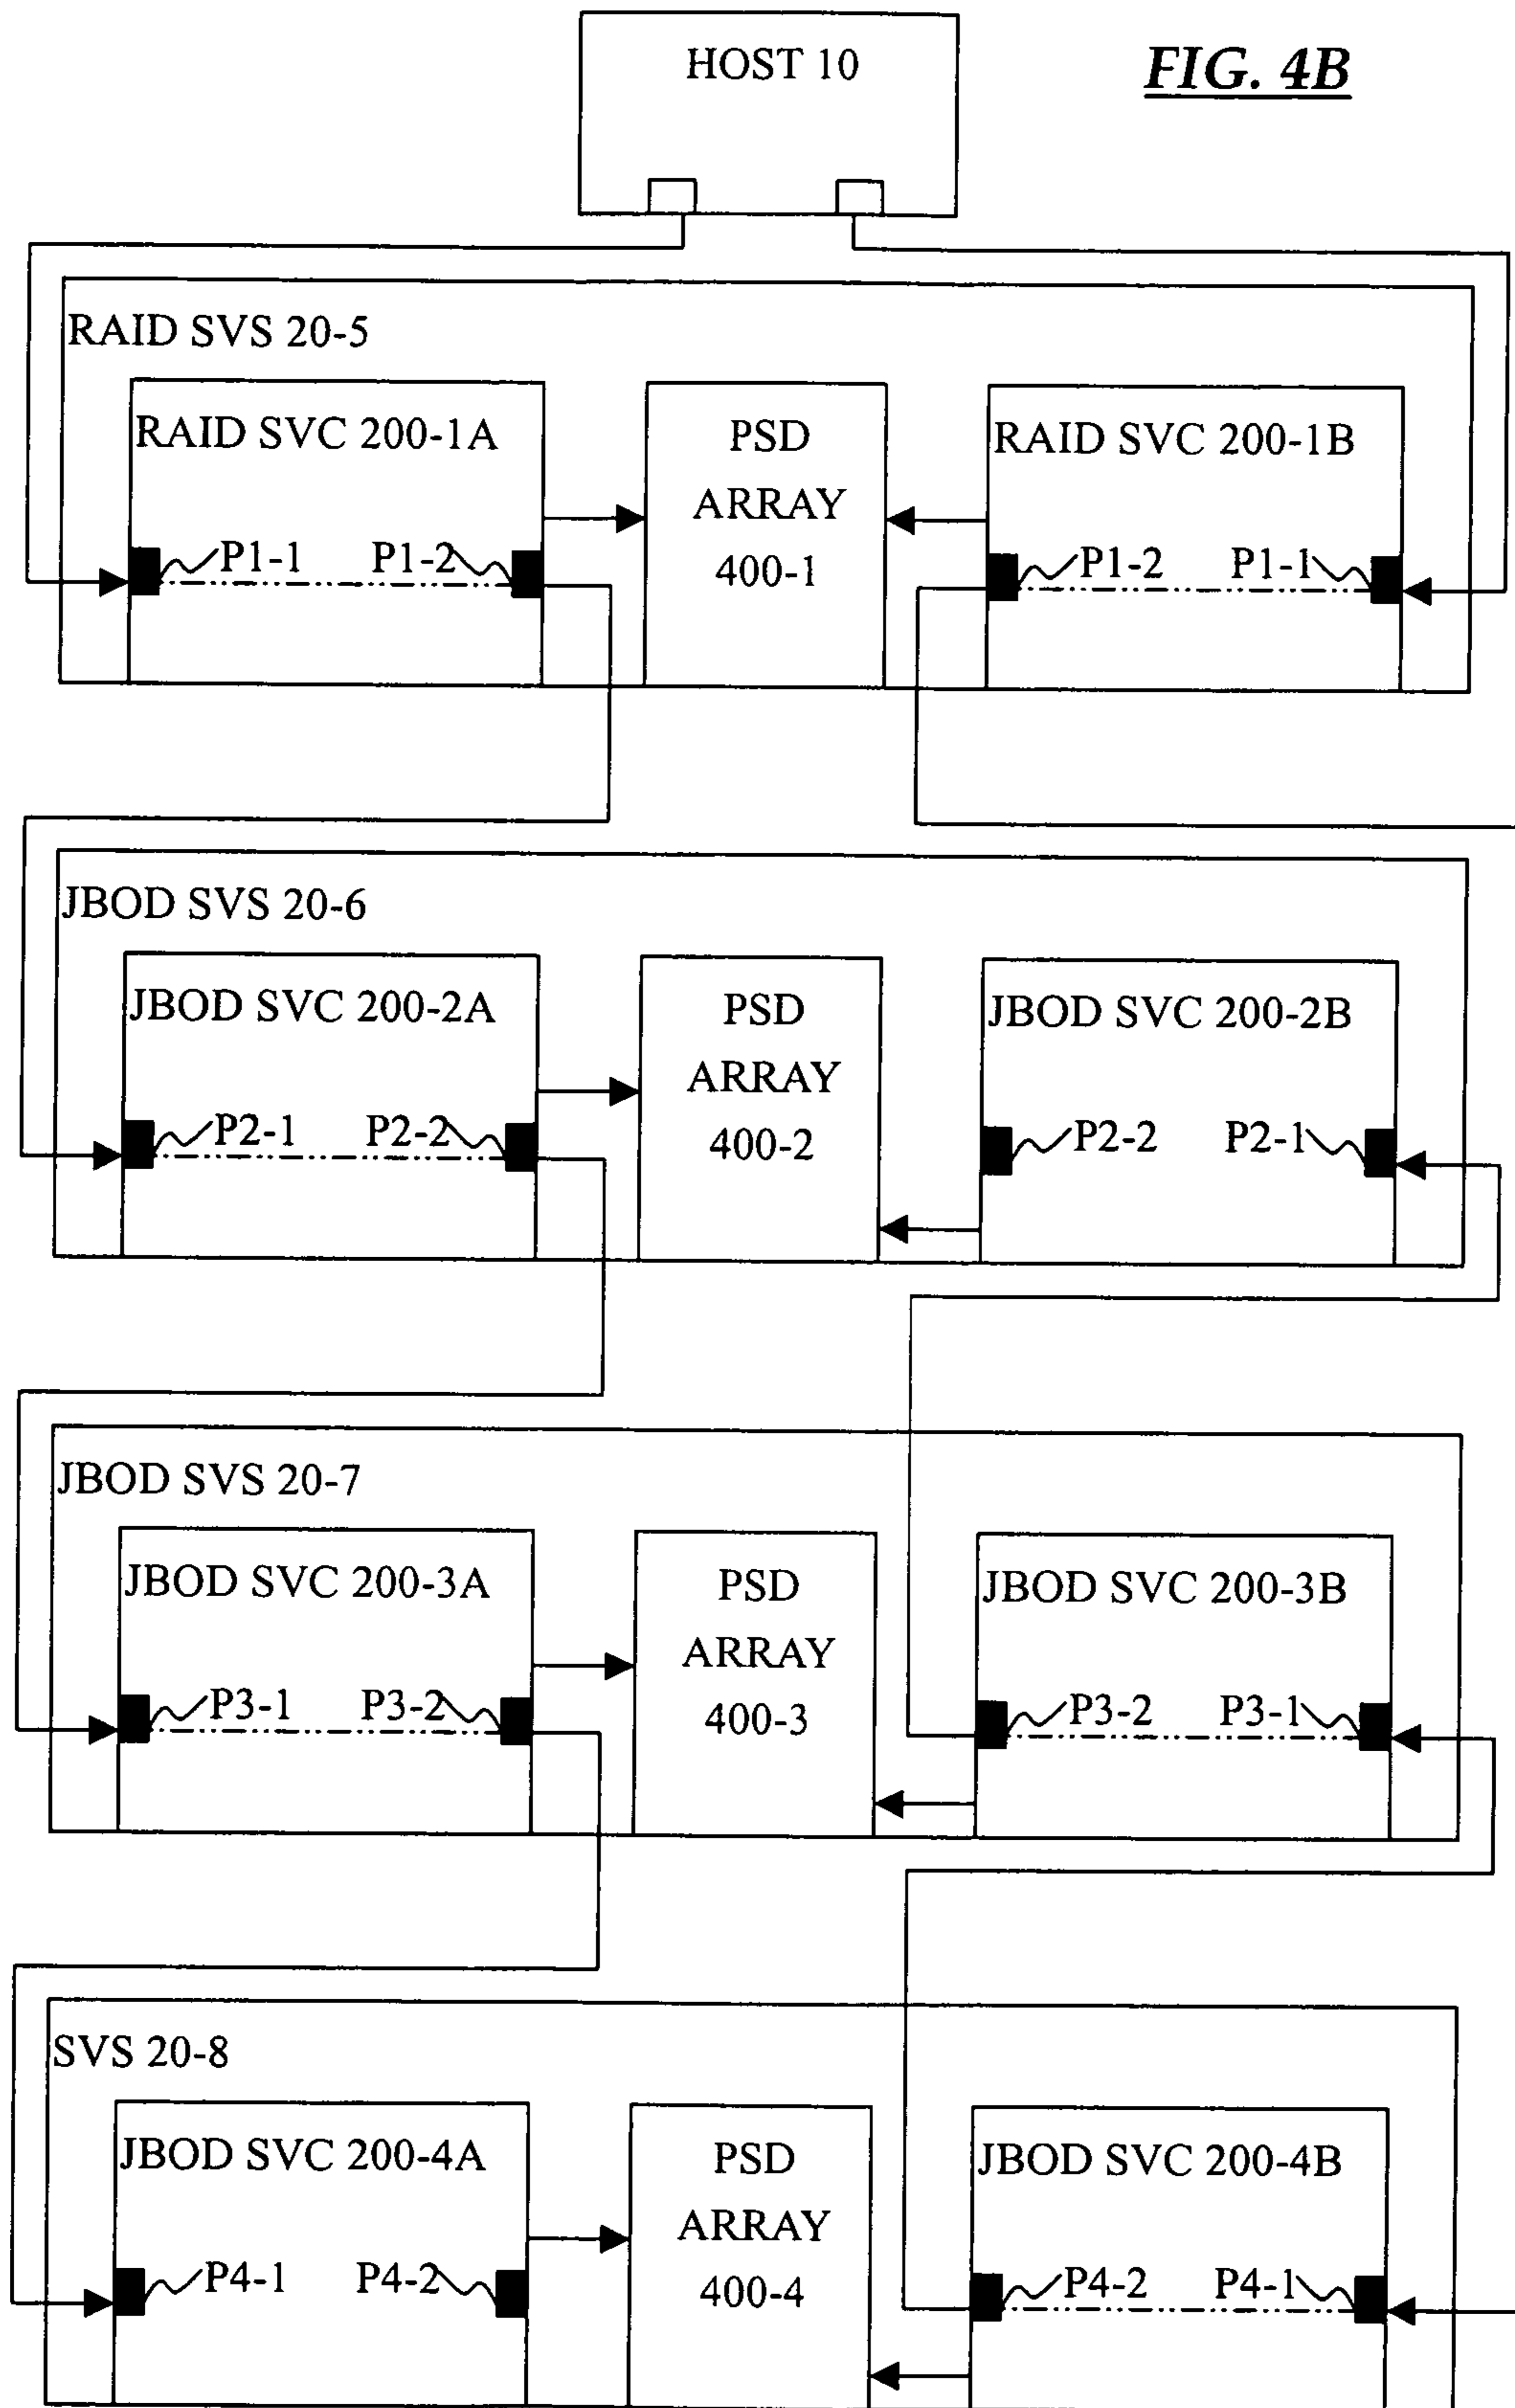 HOST 10
FIG. 4B
RAID SVS 20-5
RAID SVC 200-1A
P1-1
P1-2
PSD
ARRAY
400-1
RAID SVC 200-1B
P1-2
P1-1
JBOD SVS 20-6
JBOD SVC 200-2A
P2-1
P2-2
PSD
ARRAY
400-2
JBOD SVC 200-2B
P2-2
P2-1
JBOD SVS 20-7
JBOD SVC 200-3A
P3-1
P3-2
PSD
ARRAY
400-3
JBOD SVC 200-3B
P3-2
P3-1
SVS 20-8
JBOD SVC 200-4A
P4-1
P4-2
PSD
ARRAY
400-4
JBOD SVC 200-4B
P4-2
P4-1